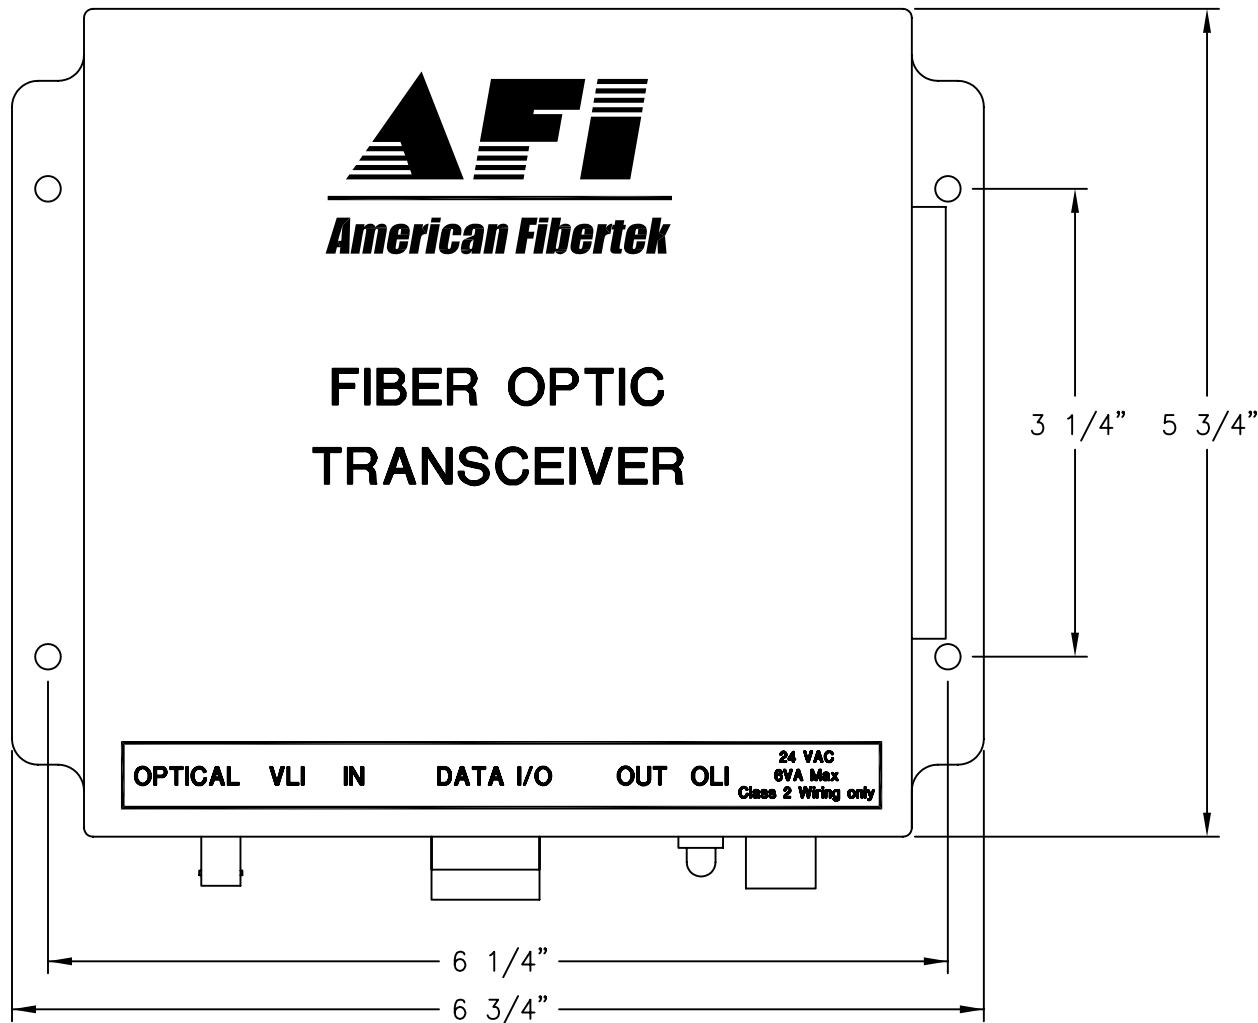 AFI
American Fibertek
FIBER OPTIC
TRANSCEIVER
3 1/4” 5 3/4”
OPTICAL VLI IN DATA I/O OUT OLI
24 VAC
6VA Max
Class 2 Wiring only
6 1/4”
6 3/4”